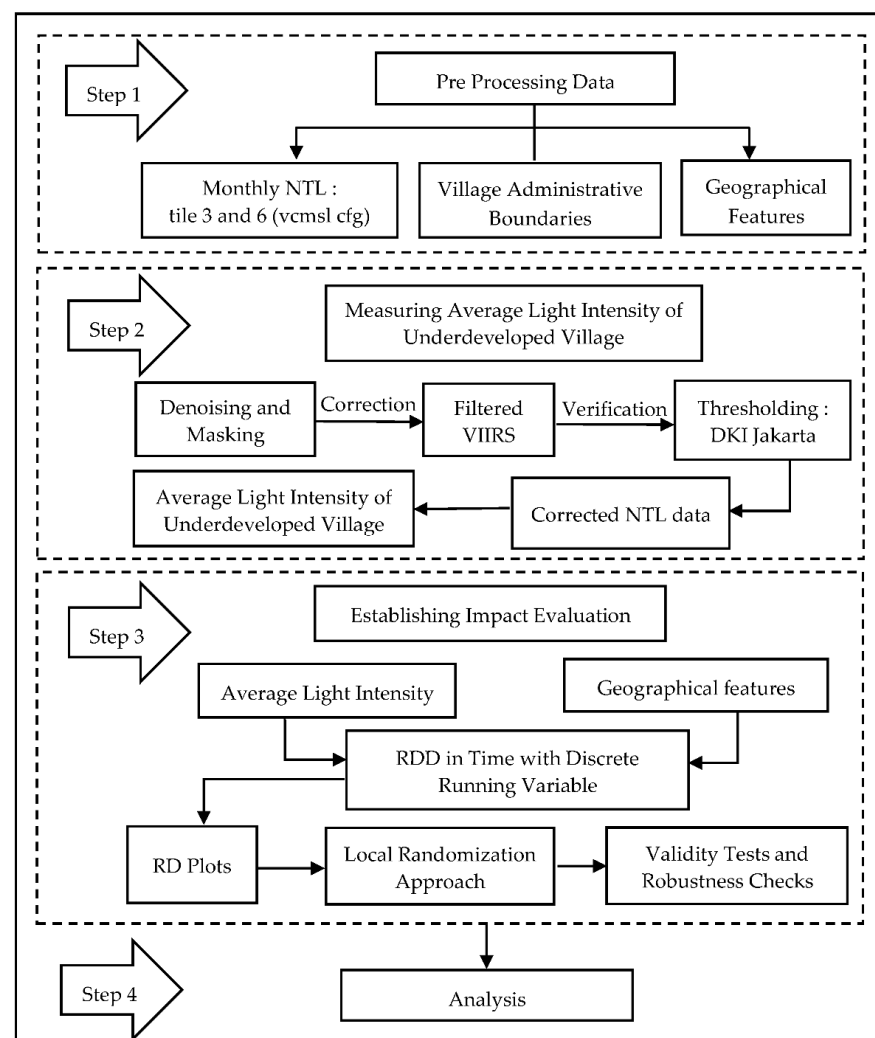 Step 1
Pre Processing Data
Monthly NTL :
tile 3 and 6 (vcmsl cfg)
Village Administrative
Boundaries
Geographical
Features
Step 2
Measuring Average Light Intensity of
Underdeveloped Village
Denoising and
Masking
Correction
Filtered
VIIRS
Verification
Thresholding :
DKI Jakarta
Average Light Intensity of
Underdeveloped Village
Corrected NTL data
Step 3
Establishing Impact Evaluation
Average Light Intensity
Geographical features
RDD in Time with Discrete
Running Variable
RD Plots
Local Randomization
Approach
Validity Tests and
Robustness Checks
Step 4
Analysis